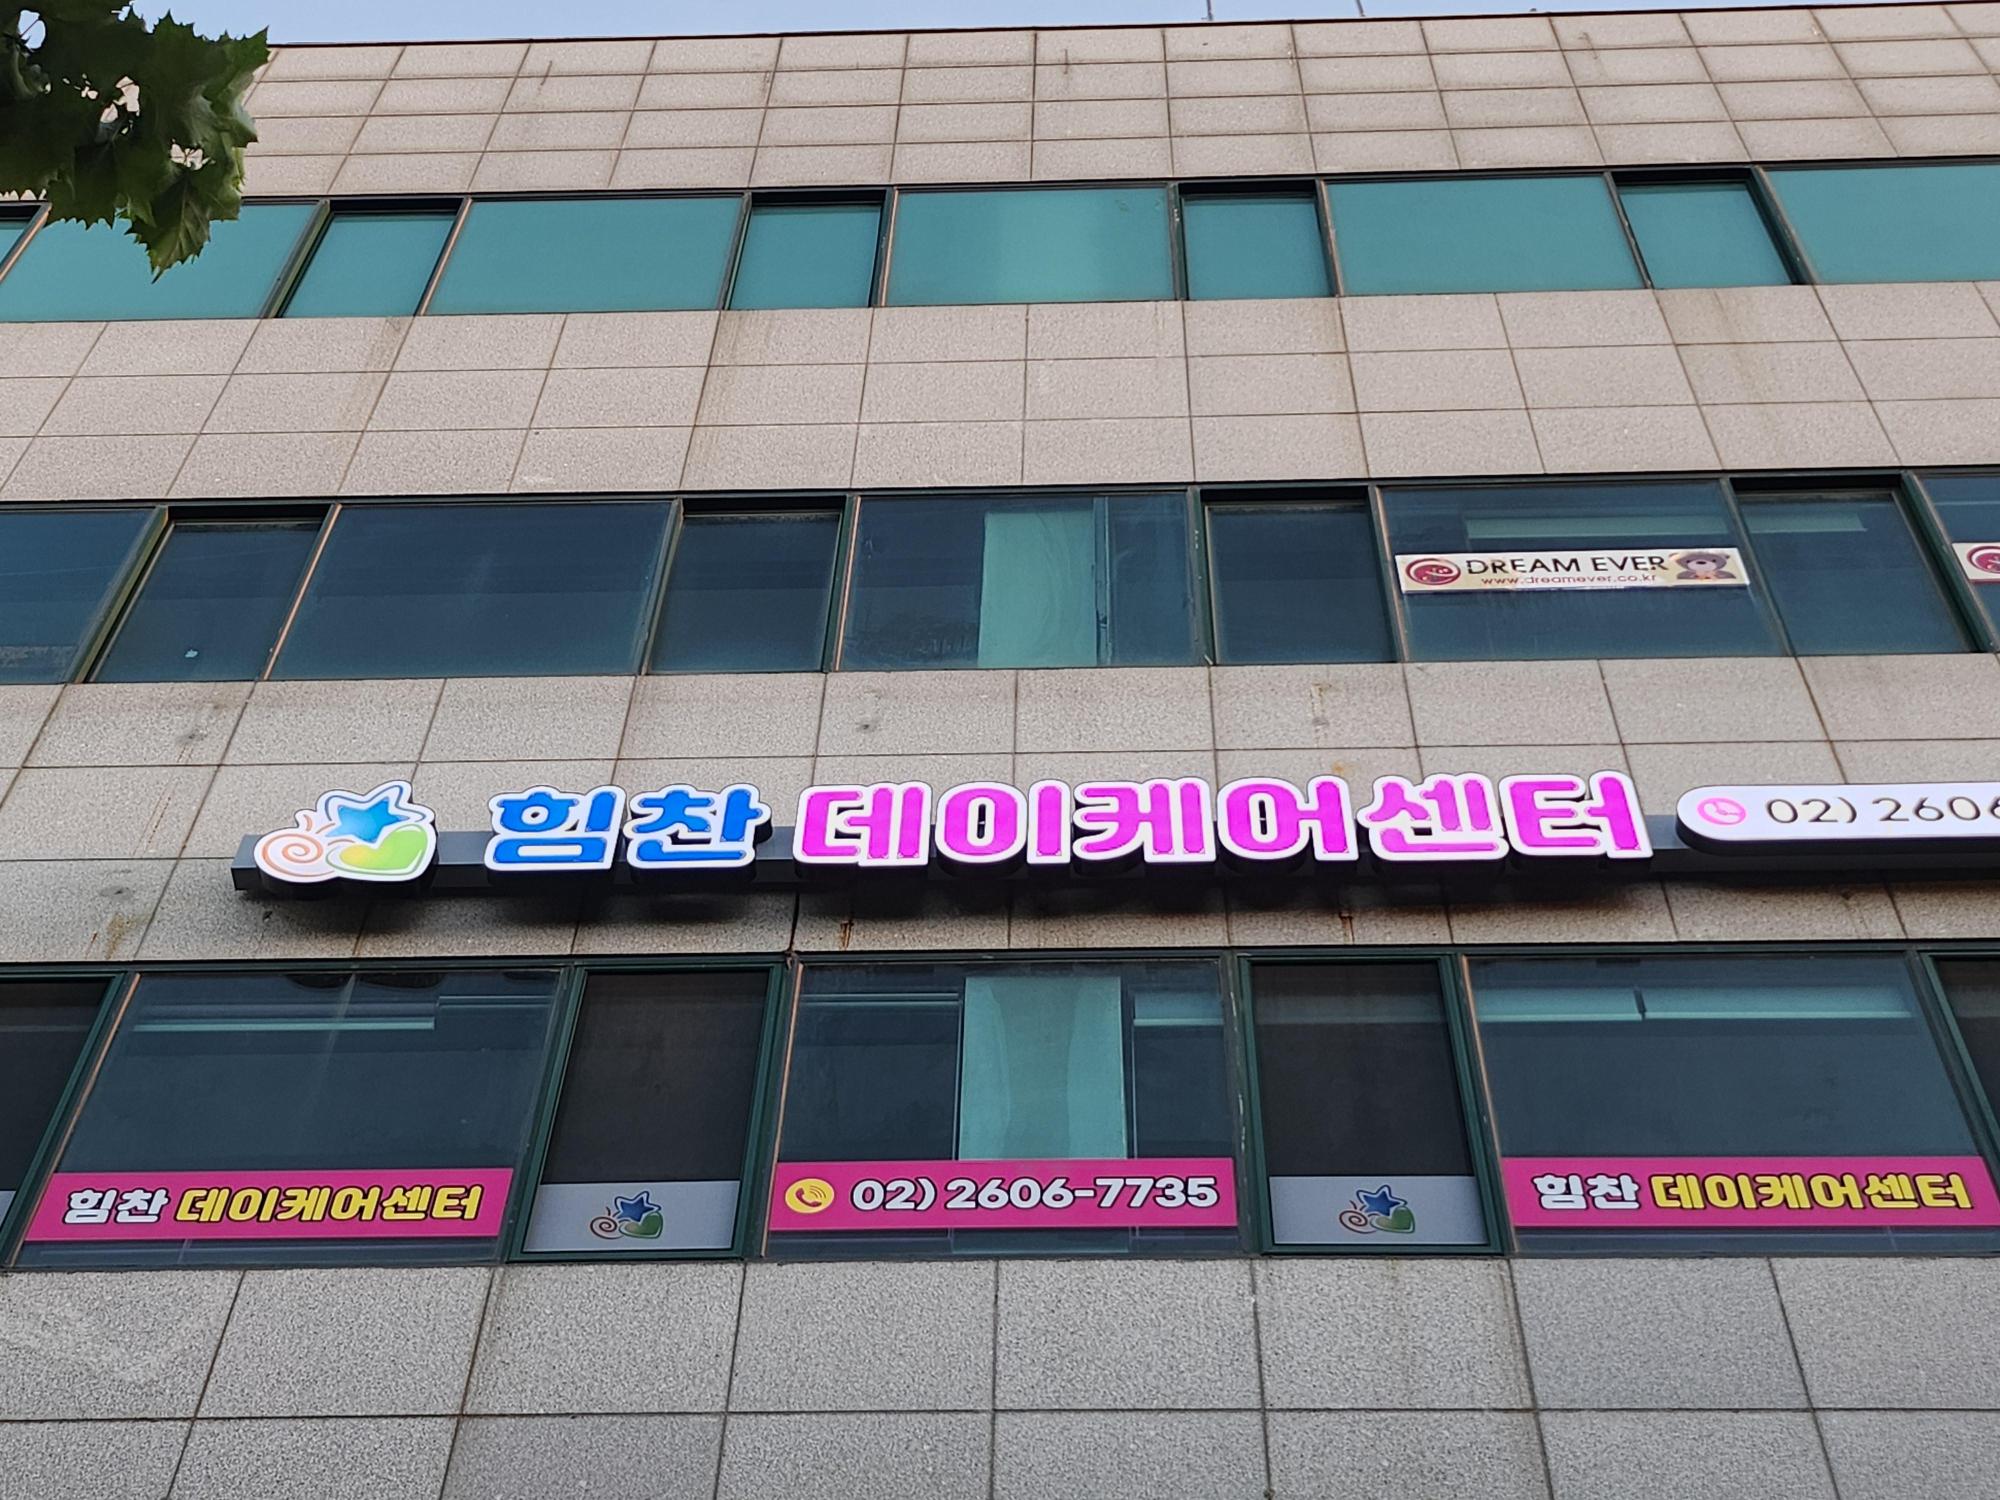 DREAM EVER
www.dreamever.co.kr
힘찬 데이케어센터
02) 2606
힘찬 데이케어센터
02) 2606-7735
힘찬 데이케어센터